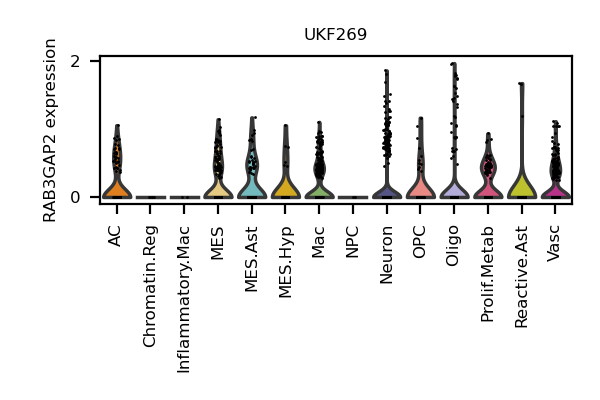 UKF269
RAB3GAP2 expression
2
0
AC
Chromatin.Reg
Inflammatory.Mac
MES
MES.Ast
MES.Hyp
Mac
NPC
Neuron
OPC
Oligo
Prolif.Metab
Reactive.Ast
Vasc